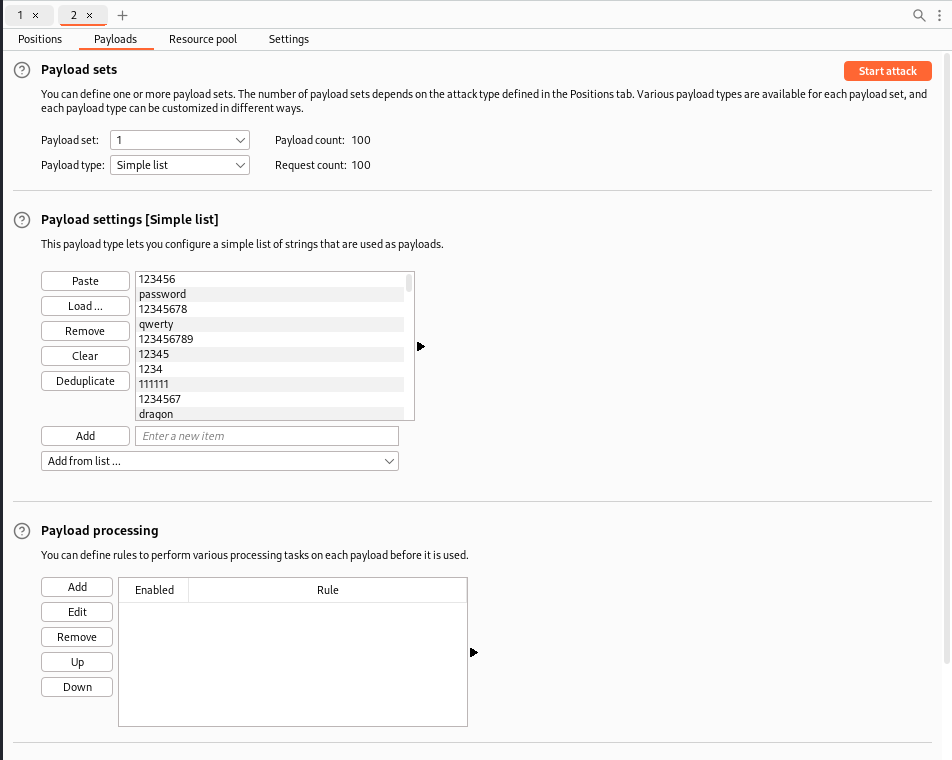 1 × 2 × +
Positions Payloads Resource pool Settings
? Payload sets Start attack
You can define one or more payload sets. The number of payload sets depends on the attack type defined in the Positions tab. Various payload types are available for each payload set, and
each payload type can be customized in different ways.
Payload set: 1 Payload count: 100
Payload type: Simple list Request count: 100
? Payload settings [Simple list]
This payload type lets you configure a simple list of strings that are used as payloads.
Paste
Load ...
Remove
Clear
Deduplicate
123456
password
12345678
qwerty
123456789
12345
1234
111111
1234567
dragon
Add Enter a new item
Add from list ...
? Payload processing
You can define rules to perform various processing tasks on each payload before it is used.
Add
Edit
Remove
Up
Down
Enabled Rule